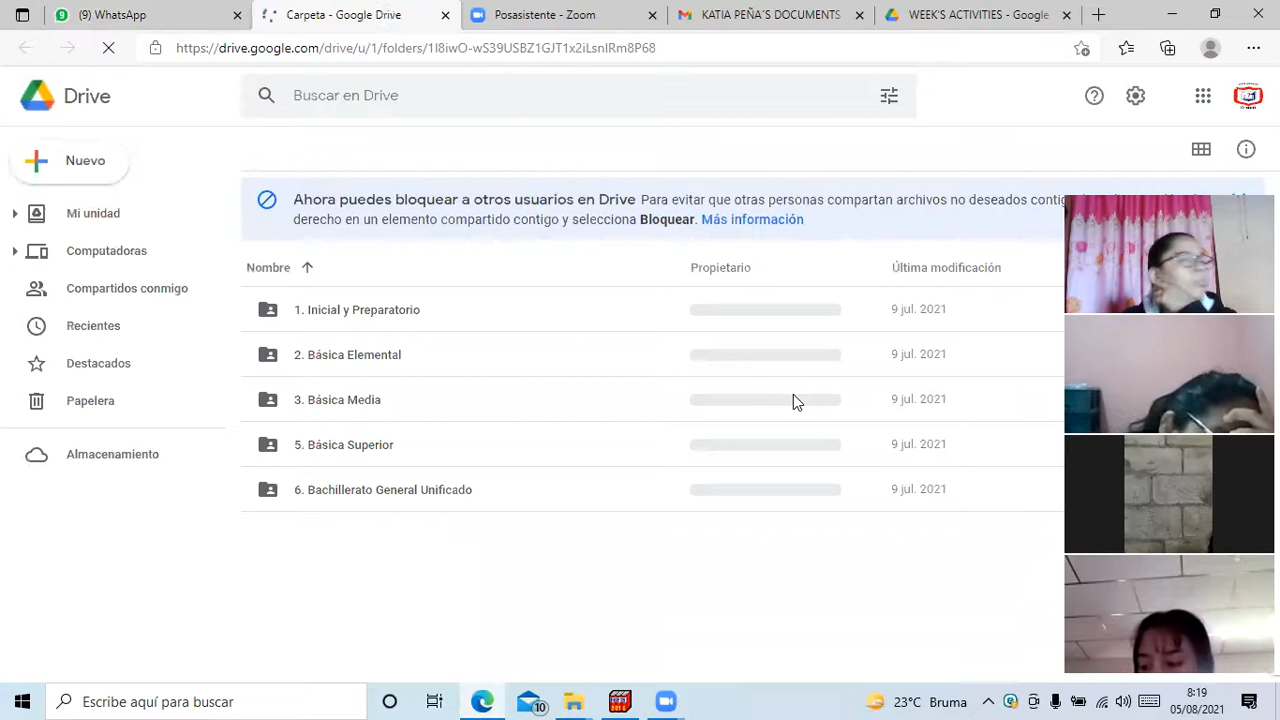 (9) WhatsApp
Carpeta - Google Drive
Posasistente - Zoom
KATIA PEÑA'S DOCUMENTS
WEEK'S ACTIVITIES - Google
https://drive.google.com/drive/u/1/folders/1I8iwO-wS39USBZ1GJT1x2iLsnIRm8P68
Drive
Buscar en Drive
Nuevo
Ahora puedes bloquear a otros usuarios en Drive Para evitar que otras personas compartan archivos no deseados contig
derecho en un elemento compartido contigo y selecciona Bloquear. Más información
Mi unidad
Computadoras
Compartidos conmigo
Recientes
Destacados
Papelera
Almacenamiento
Nombre Propietario Última modificación
1. Inicial y Preparatorio 9 jul. 2021
2. Básica Elemental 9 jul. 2021
3. Básica Media 9 jul. 2021
5. Básica Superior 9 jul. 2021
6. Bachillerato General Unificado 9 jul. 2021
Escribe aquí para buscar
10
23°C Bruma
8:19
05/08/2021